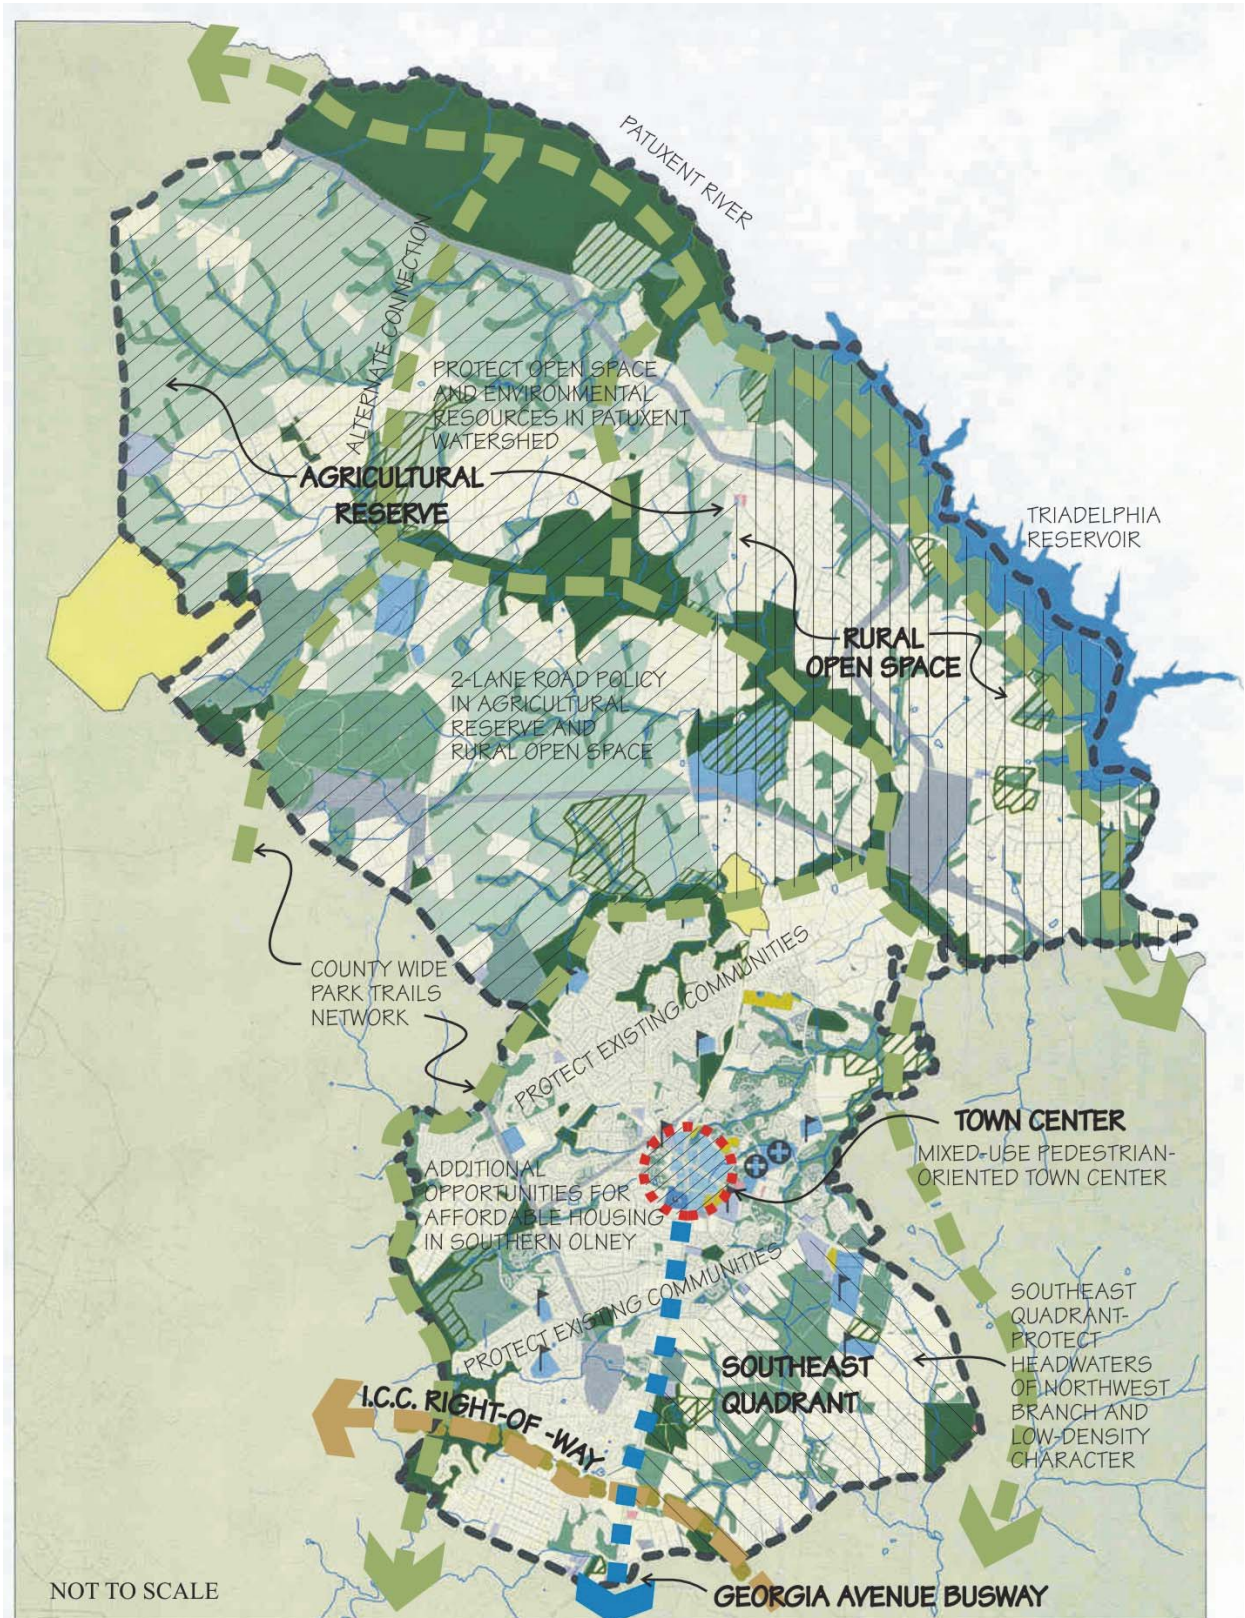 PATUXENT RIVER
ALTERNATE CONNECTION
PROTECT OPEN SPACE
AND ENVIRONMENTAL
RESOURCES IN PATUXENT
WATERSHED
AGRICULTURAL
RESERVE
TRIADELPHIA
RESERVOIR
RURAL
OPEN SPACE
2-LANE ROAD POLICY
IN AGRICULTURAL
RESERVE AND
RURAL OPEN SPACE
COUNTY WIDE
PARK TRAILS
NETWORK
PROTECT EXISTING COMMUNITIES
TOWN CENTER
MIXED-USE PEDESTRIAN-
ORIENTED TOWN CENTER
ADDITIONAL
OPPORTUNITIES FOR
AFFORDABLE HOUSING
IN SOUTHERN OLNEY
PROTECT EXISTING COMMUNITIES
SOUTHEAST
QUADRANT
SOUTHEAST
QUADRANT-
PROTECT
HEADWATERS
OF NORTHWEST
BRANCH AND
LOW-DENSITY
CHARACTER
I.C.C. RIGHT-OF -WAY
NOT TO SCALE
GEORGIA AVENUE BUSWAY